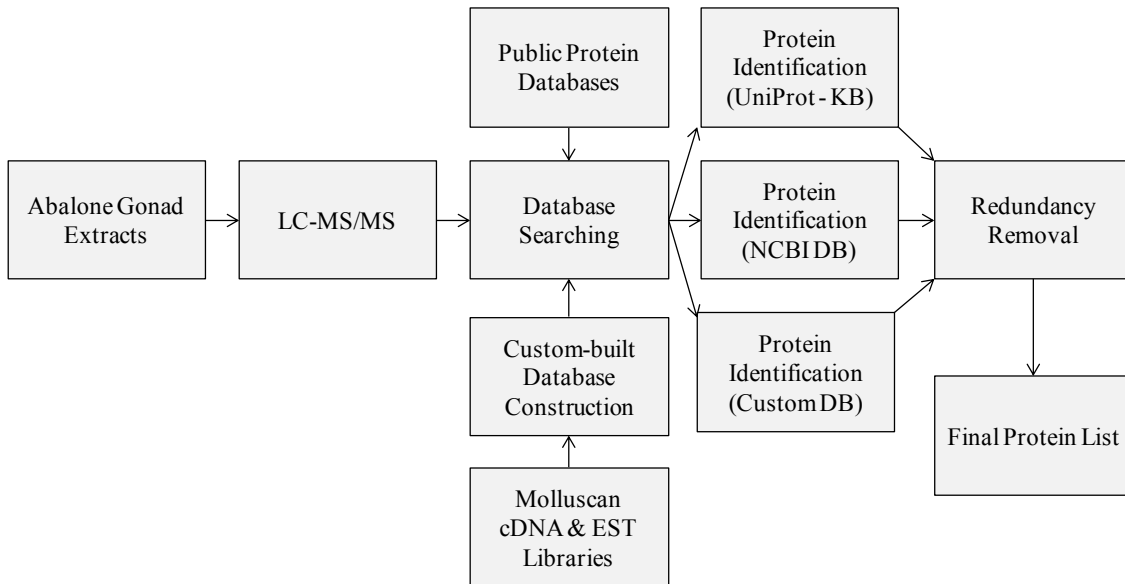 Public Protein
Databases
Protein
Identification
(UniProt - KB)
Abalone Gonad
Extracts
LC-MS/MS
Database
Searching
Protein
Identification
(NCBI DB)
Redundancy
Removal
Custom-built
Database
Construction
Protein
Identification
(Custom DB)
Final Protein List
Molluscan
cDNA & EST
Libraries